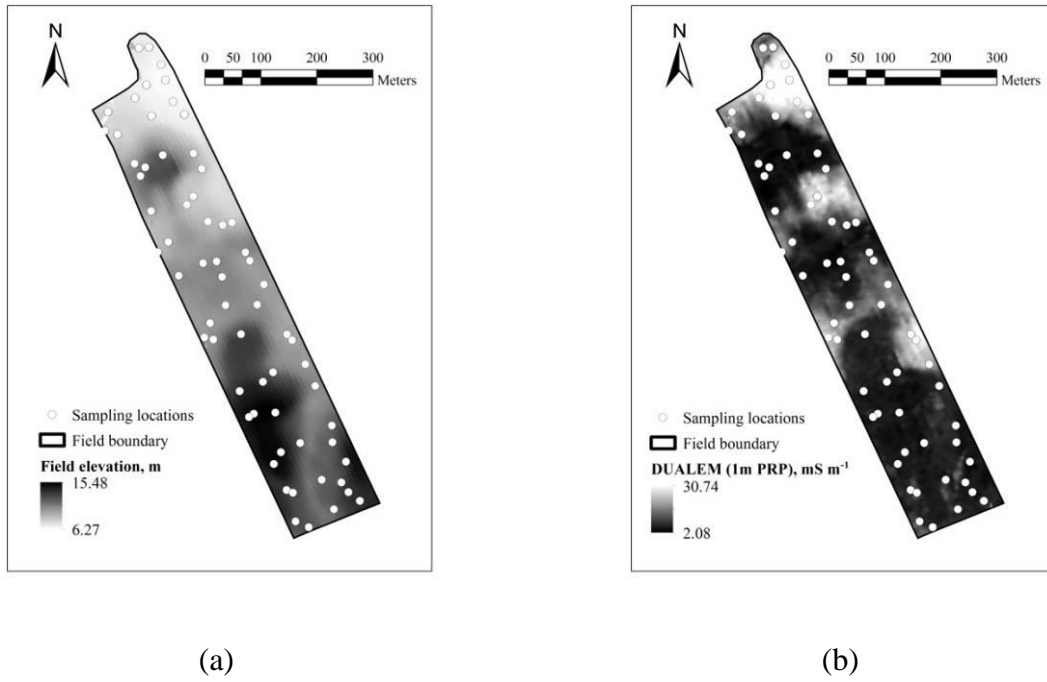 N
0 50 100 200 300
Meters
Sampling locations
Field boundary
Field elevation, m
15.48
6.27
(a)
N
0 50 100 200 300
Meters
Sampling locations
Field boundary
DUALEM (1m PRP), mS m⁻¹
30.74
2.08
(b)